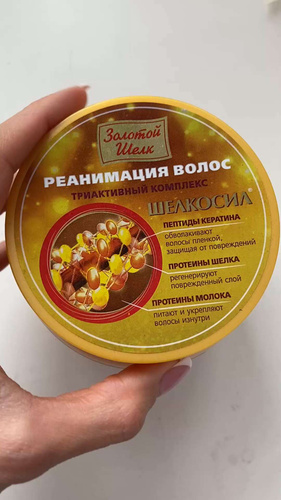 Золотой
Шелк
РЕАНИМАЦИЯ ВОЛОС
ТРИАКТИВНЫЙ КОМПЛЕКС
ШЕЛКОСИЛ
ПЕПТИДЫ КЕРАТИНА
обволакивают
волосы пленкой,
защищая от повреждений
ПРОТЕИНЫ ШЕЛКА
регенерируют
поврежденный слой
ПРОТЕИНЫ МОЛОКА
питают и укрепляют
волосы изнутри